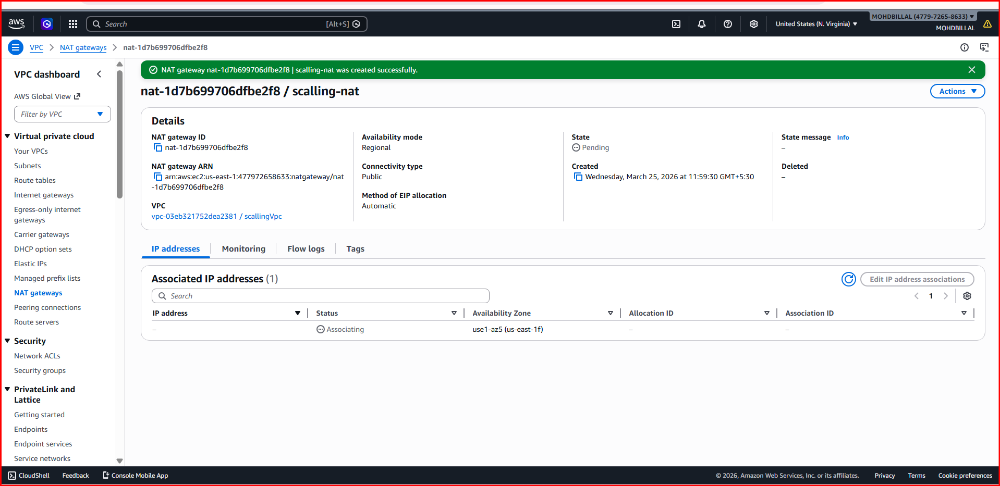 aws
Search
[Alt+S]
United States (N. Virginia)
MOHDBILLAL (4779-7265-8633)
MOHDBILLAL
VPC
NAT gateways
nat-1d7b699706dfbe2f8
VPC dashboard
AWS Global View
Filter by VPC
Virtual private cloud
Your VPCs
Subnets
Route tables
Internet gateways
Egress-only internet
gateways
Carrier gateways
DHCP option sets
Elastic IPs
Managed prefix lists
NAT gateways
Peering connections
Route servers
Security
Network ACLs
Security groups
PrivateLink and
Lattice
Getting started
Endpoints
Endpoint services
Service networks
NAT gateway nat-1d7b699706dfbe2f8 | scalling-nat was created successfully.
nat-1d7b699706dfbe2f8 / scalling-nat
Actions
Details
NAT gateway ID
nat-1d7b699706dfbe2f8
NAT gateway ARN
arn:aws:ec2:us-east-1:477972658633:natgateway/nat
-1d7b699706dfbe2f8
VPC
vpc-03eb321752dea2381 / scallingVpc
Availability mode
Regional
Connectivity type
Public
Method of EIP allocation
Automatic
State
Pending
Created
Wednesday, March 25, 2026 at 11:59:30 GMT+5:30
State message Info
–
Deleted
–
IP addresses
Monitoring
Flow logs
Tags
Associated IP addresses (1)
Edit IP address associations
Search
1
IP address
Status
Availability Zone
Allocation ID
Association ID
–
Associating
use1-az5 (us-east-1f)
–
–
CloudShell
Feedback
Console Mobile App
© 2026, Amazon Web Services, Inc. or its affiliates.
Privacy
Terms
Cookie preferences